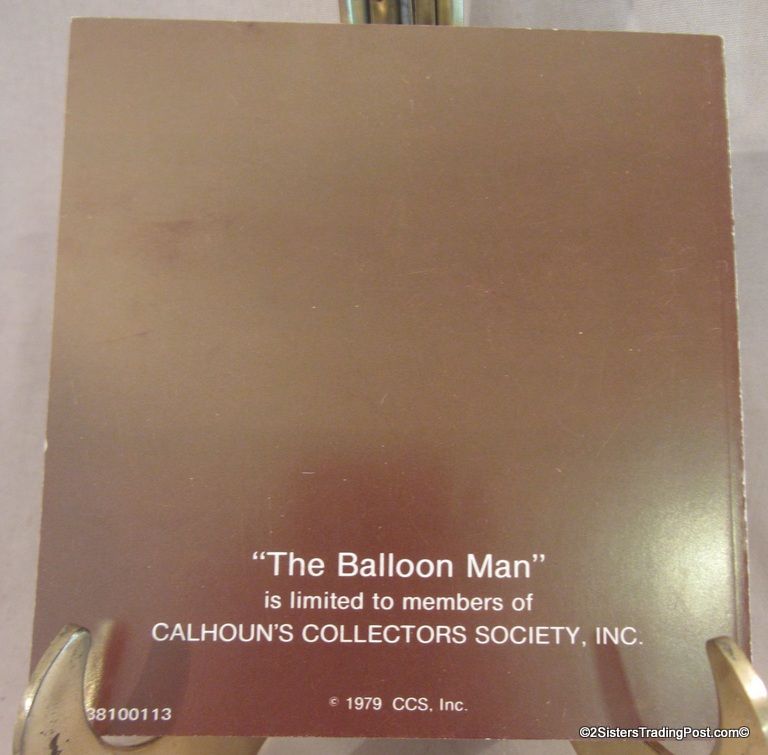 “The Balloon Man”
is limited to members of
CALHOUN'S COLLECTORS SOCIETY, INC.
© 1979 CCS, Inc.
38100113
©2SistersTradingPost.com©